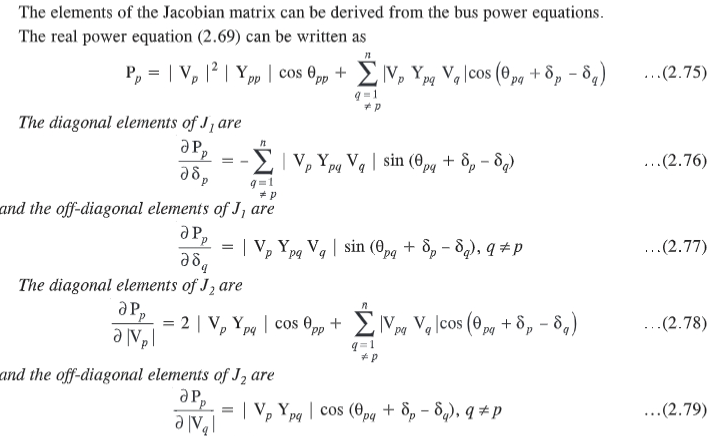 The elements of the Jacobian matrix can be derived from the bus power equations.
The real power equation (2.69) can be written as
P_p = | V_p |² | Y_pp | cos θ_pp + Σ_{q=1, ≠p}^{n} |V_p Y_pq V_q| cos (θ_pq + δ_p − δ_q) ...(2.75)
The diagonal elements of J_1 are
∂P_p/∂δ_p = − Σ_{q=1, ≠p}^{n} | V_p Y_pq V_q | sin (θ_pq + δ_p − δ_q) ...(2.76)
and the off-diagonal elements of J_1 are
∂P_p/∂δ_q = | V_p Y_pq V_q | sin (θ_pq + δ_p − δ_q), q ≠ p ...(2.77)
The diagonal elements of J_2 are
∂P_p/∂|V_p| = 2 | V_p Y_pq | cos θ_pp + Σ_{q=1, ≠p}^{n} |V_pq V_q| cos (θ_pq + δ_p − δ_q) ...(2.78)
and the off-diagonal elements of J_2 are
∂P_p/∂|V_q| = | V_p Y_pq | cos (θ_pq + δ_p − δ_q), q ≠ p ...(2.79)